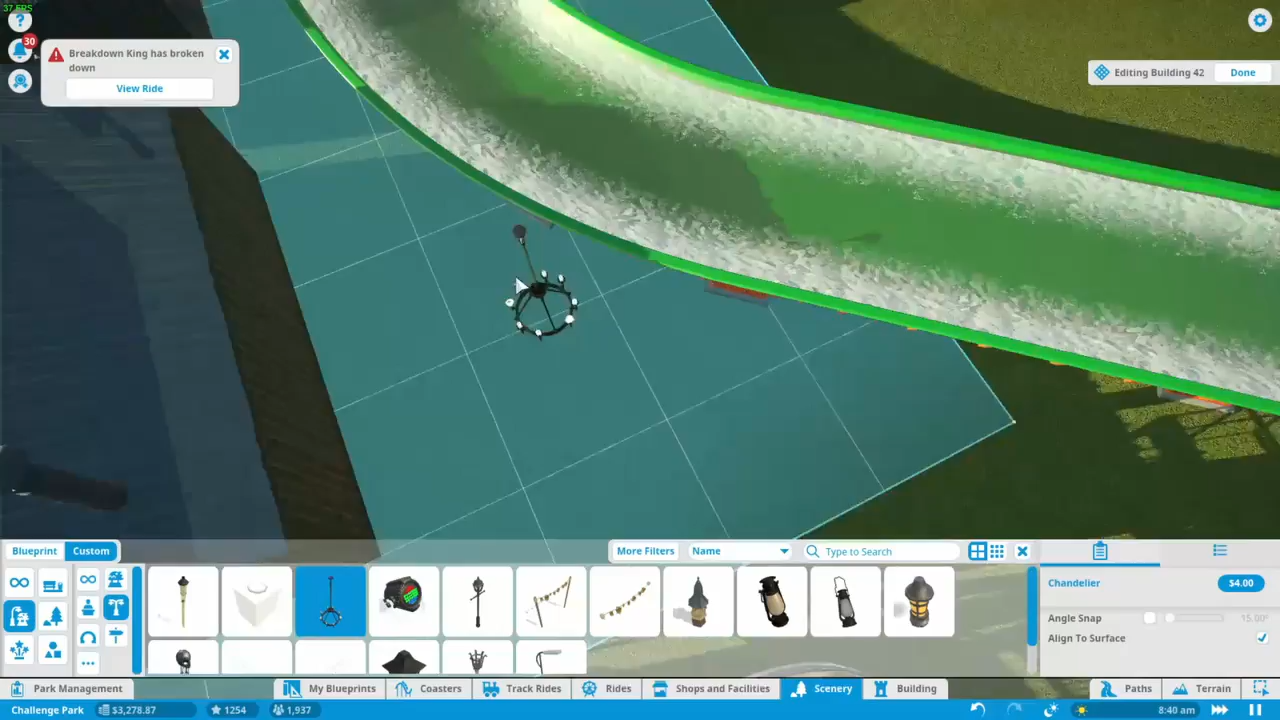 37 FPS
?
30
Breakdown King has broken
down
View Ride
Editing Building 42
Done
Blueprint
Custom
More Filters
Name
Type to Search
Chandelier
$4.00
Angle Snap
15.00°
Align To Surface
Park Management
My Blueprints
Coasters
Track Rides
Rides
Shops and Facilities
Scenery
Building
Paths
Terrain
Challenge Park
$3,278.87
1254
1,937
8:40 am